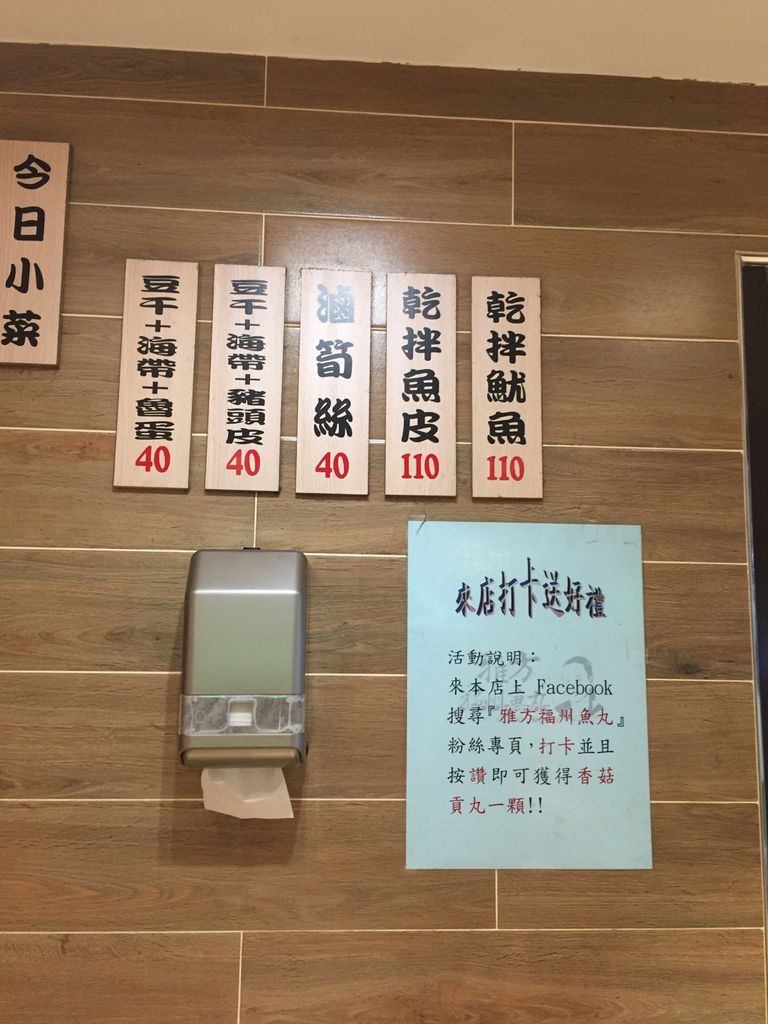 今日小菜
豆干+海帶+魯蛋
40
豆干+海帶+豬頭皮
40
滷筍絲
40
乾拌魚皮
110
乾拌魷魚
110
來店打卡送好禮
活動說明：
來本店上 Facebook
搜尋『雅方福州魚丸』
粉絲專頁，打卡並且
按讚即可獲得香菇
貢丸一顆!!